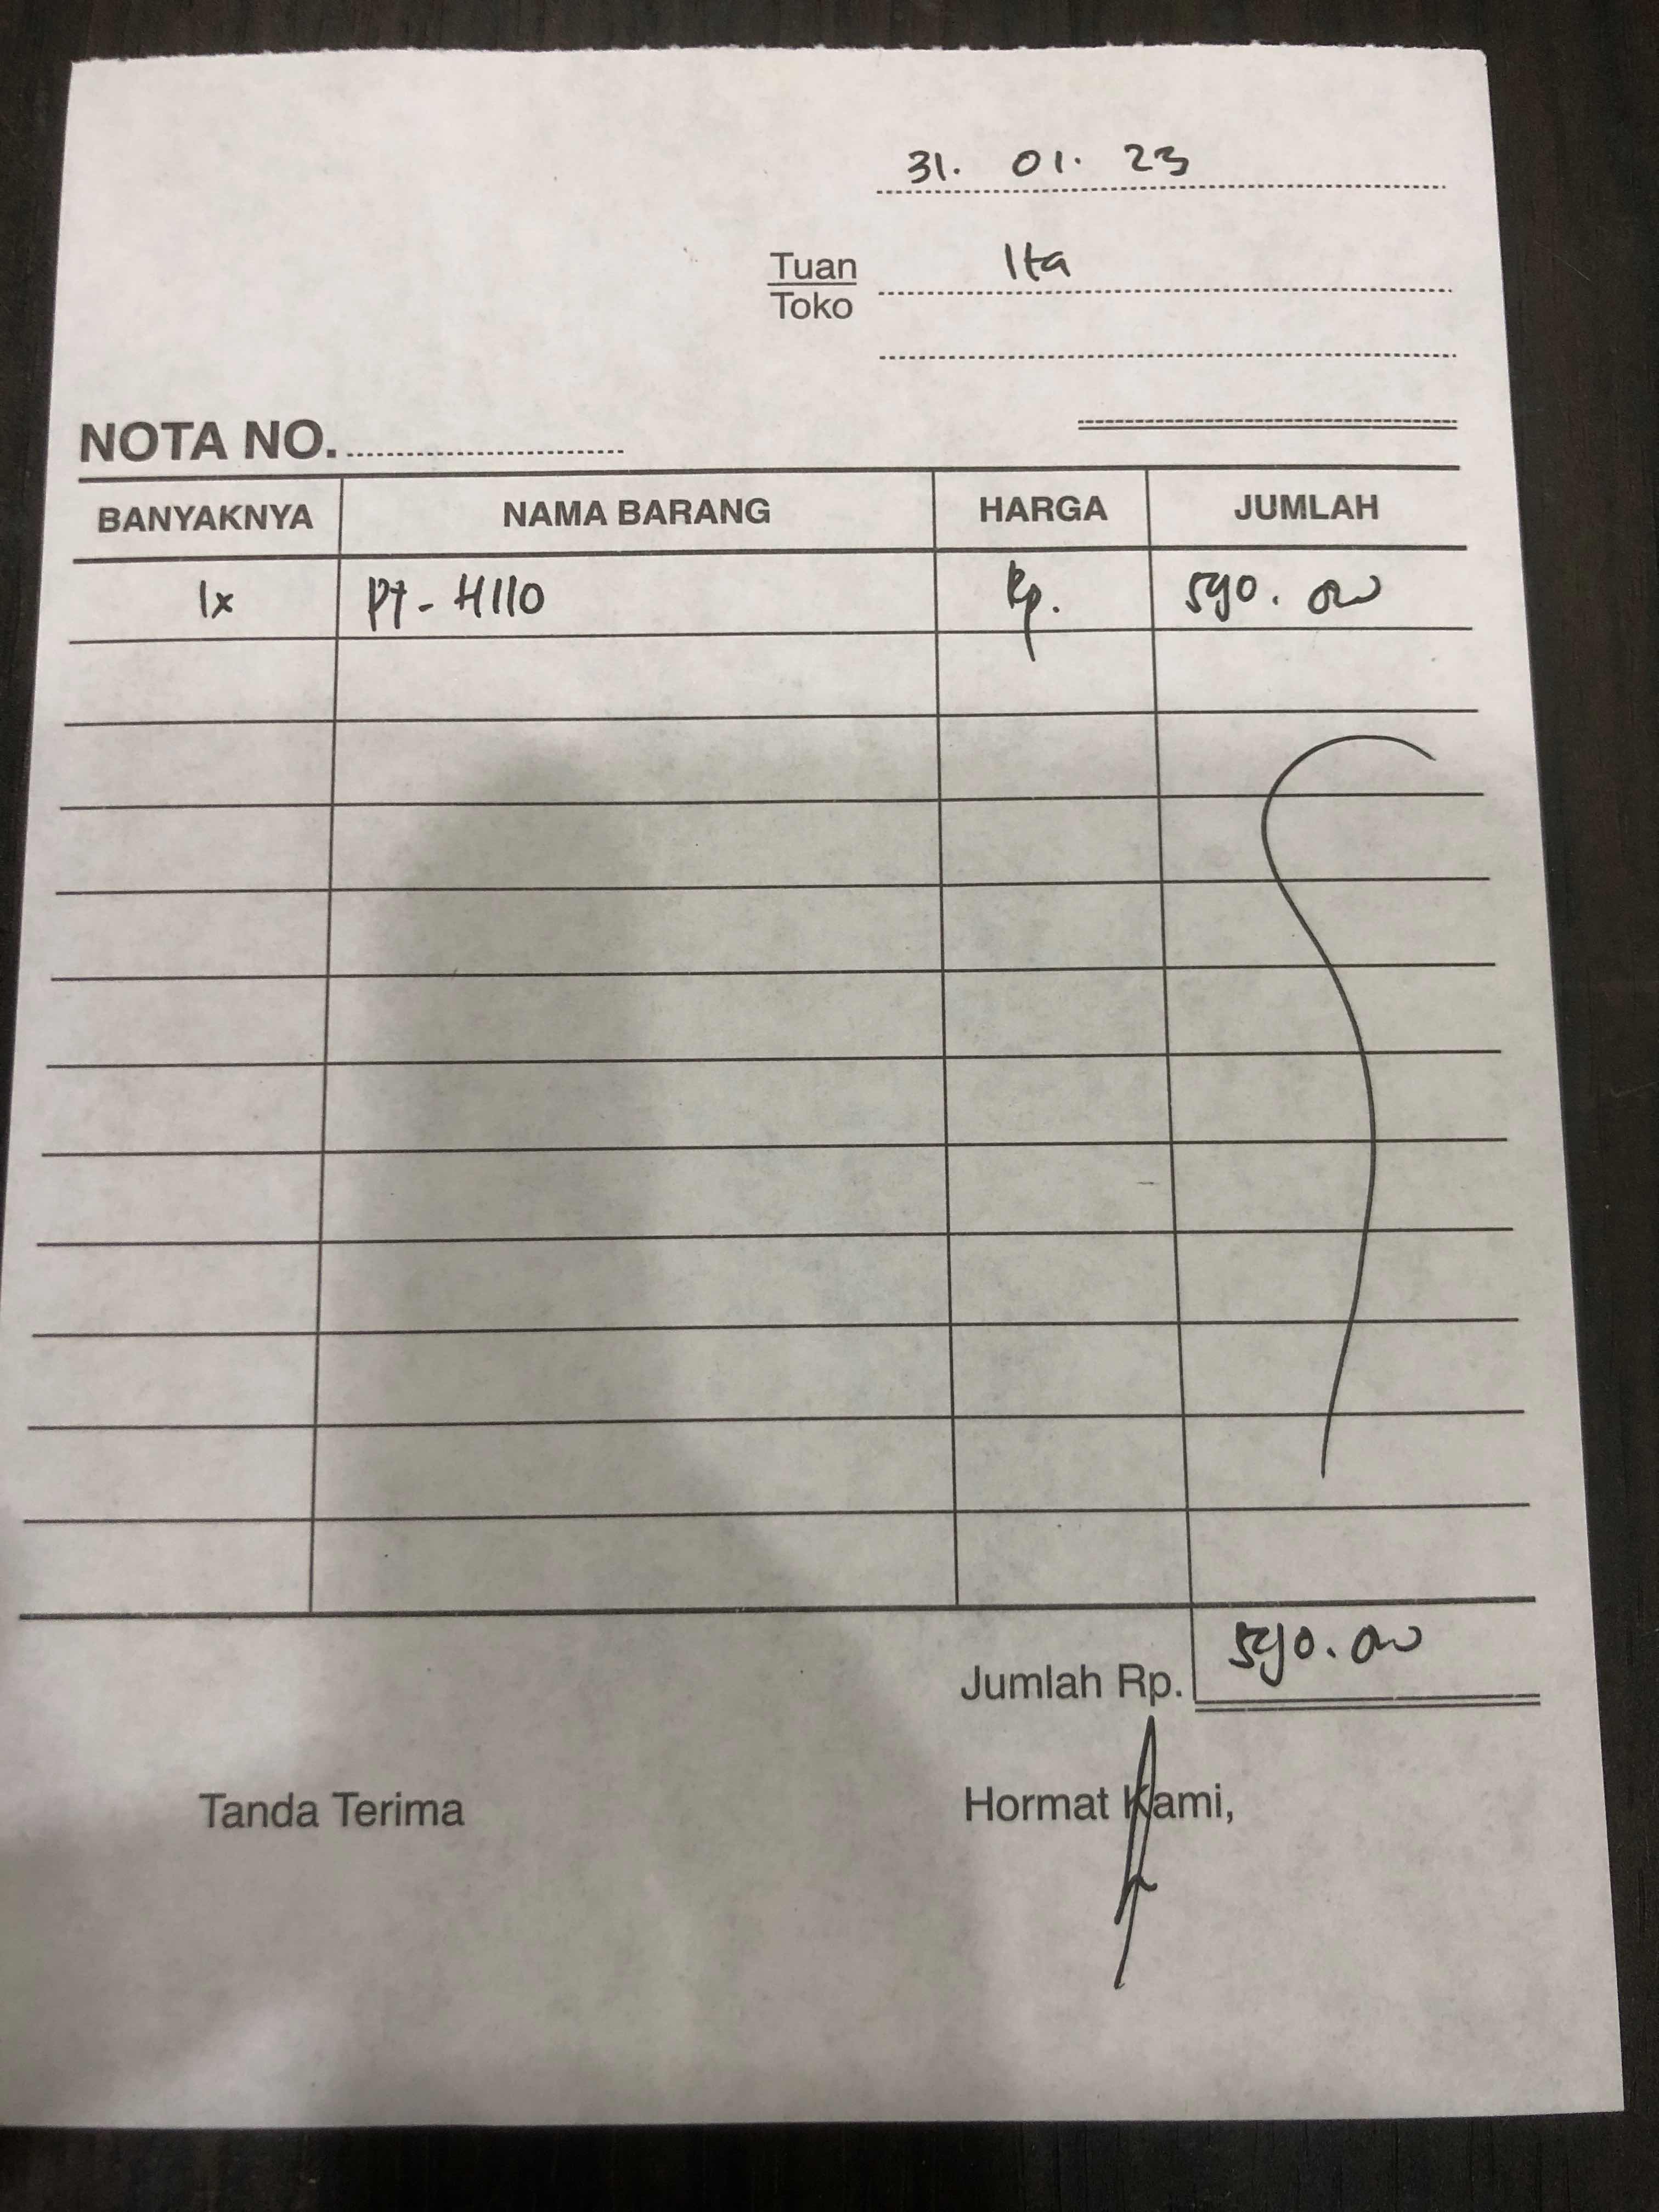 31. 01. 23
Tuan Ita
Toko
NOTA NO.
BANYAKNYA NAMA BARANG HARGA JUMLAH
1x PT - H110 Rp. 590.000
Jumlah Rp. 590.000
Tanda Terima Hormat Kami,